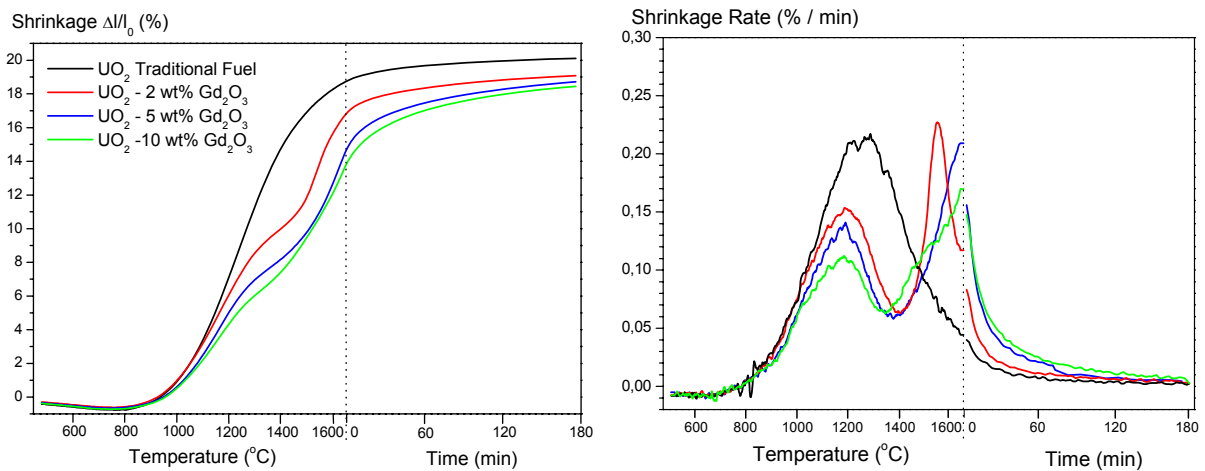 Shrinkage Δl/l₀ (%)
20
18
16
14
12
10
8
6
4
2
0
UO₂ Traditional Fuel
UO₂ - 2 wt% Gd₂O₃
UO₂ - 5 wt% Gd₂O₃
UO₂ -10 wt% Gd₂O₃
600 800 1000 1200 1400 1600 0 60 120 180
Temperature (°C) Time (min)
Shrinkage Rate (% / min)
0,30
0,25
0,20
0,15
0,10
0,05
0,00
600 800 1000 1200 1400 1600 0 60 120 180
Temperature (°C) Time (min)